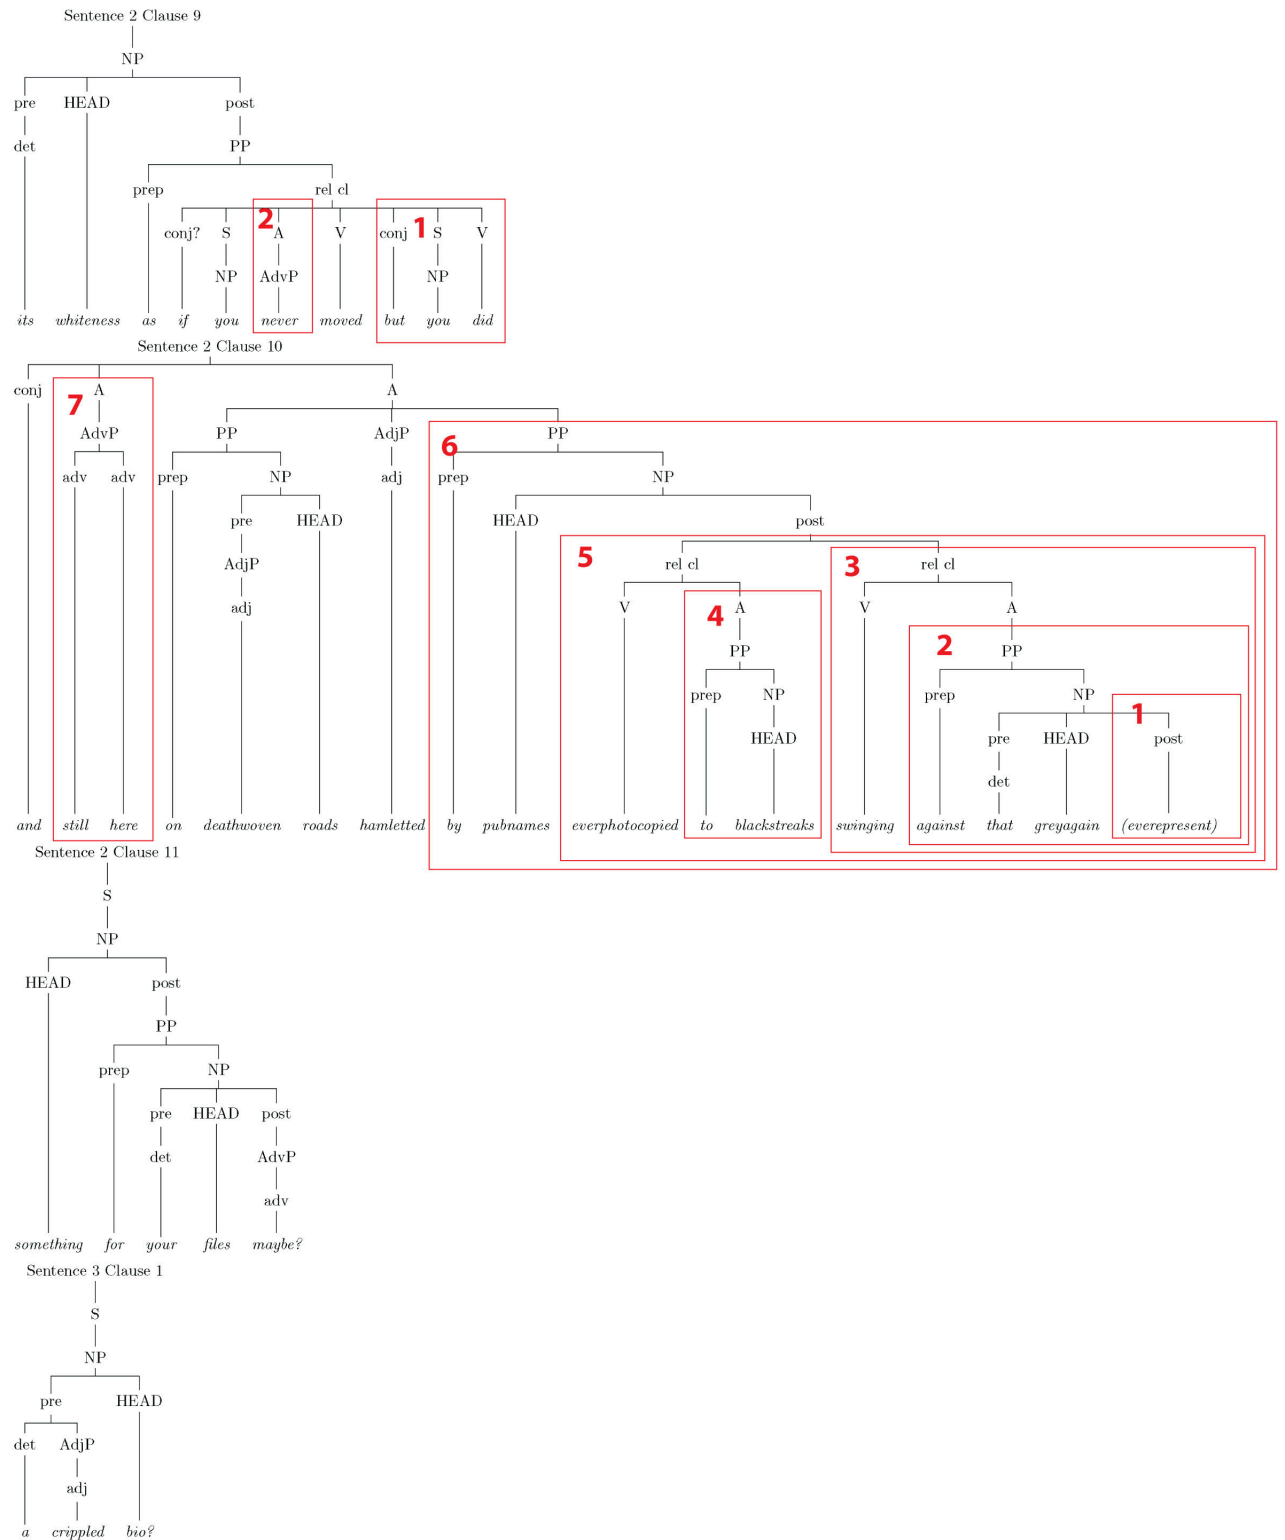 Sentence 2 Clause 9
NP
pre HEAD post
det PP
prep rel cl
conj? S 2 A V conj 1 S V
NP AdvP NP
its whiteness as if you never moved but you did
Sentence 2 Clause 10
conj 7 A A
AdvP PP AdjP 6 PP
adv adv prep NP adj prep NP
pre HEAD HEAD post
AdjP 5 rel cl 3 rel cl
adj V 4 A V A
PP 2 PP
prep NP prep NP
HEAD pre HEAD 1 post
det
and still here on deathwoven roads hamletted by pubnames everphotocopied to blackstreaks swinging against that greyagain (everepresent)
Sentence 2 Clause 11
S
NP
HEAD post
PP
prep NP
pre HEAD post
det AdvP
adv
something for your files maybe?
Sentence 3 Clause 1
S
NP
pre HEAD
det AdjP
adj
a crippled bio?